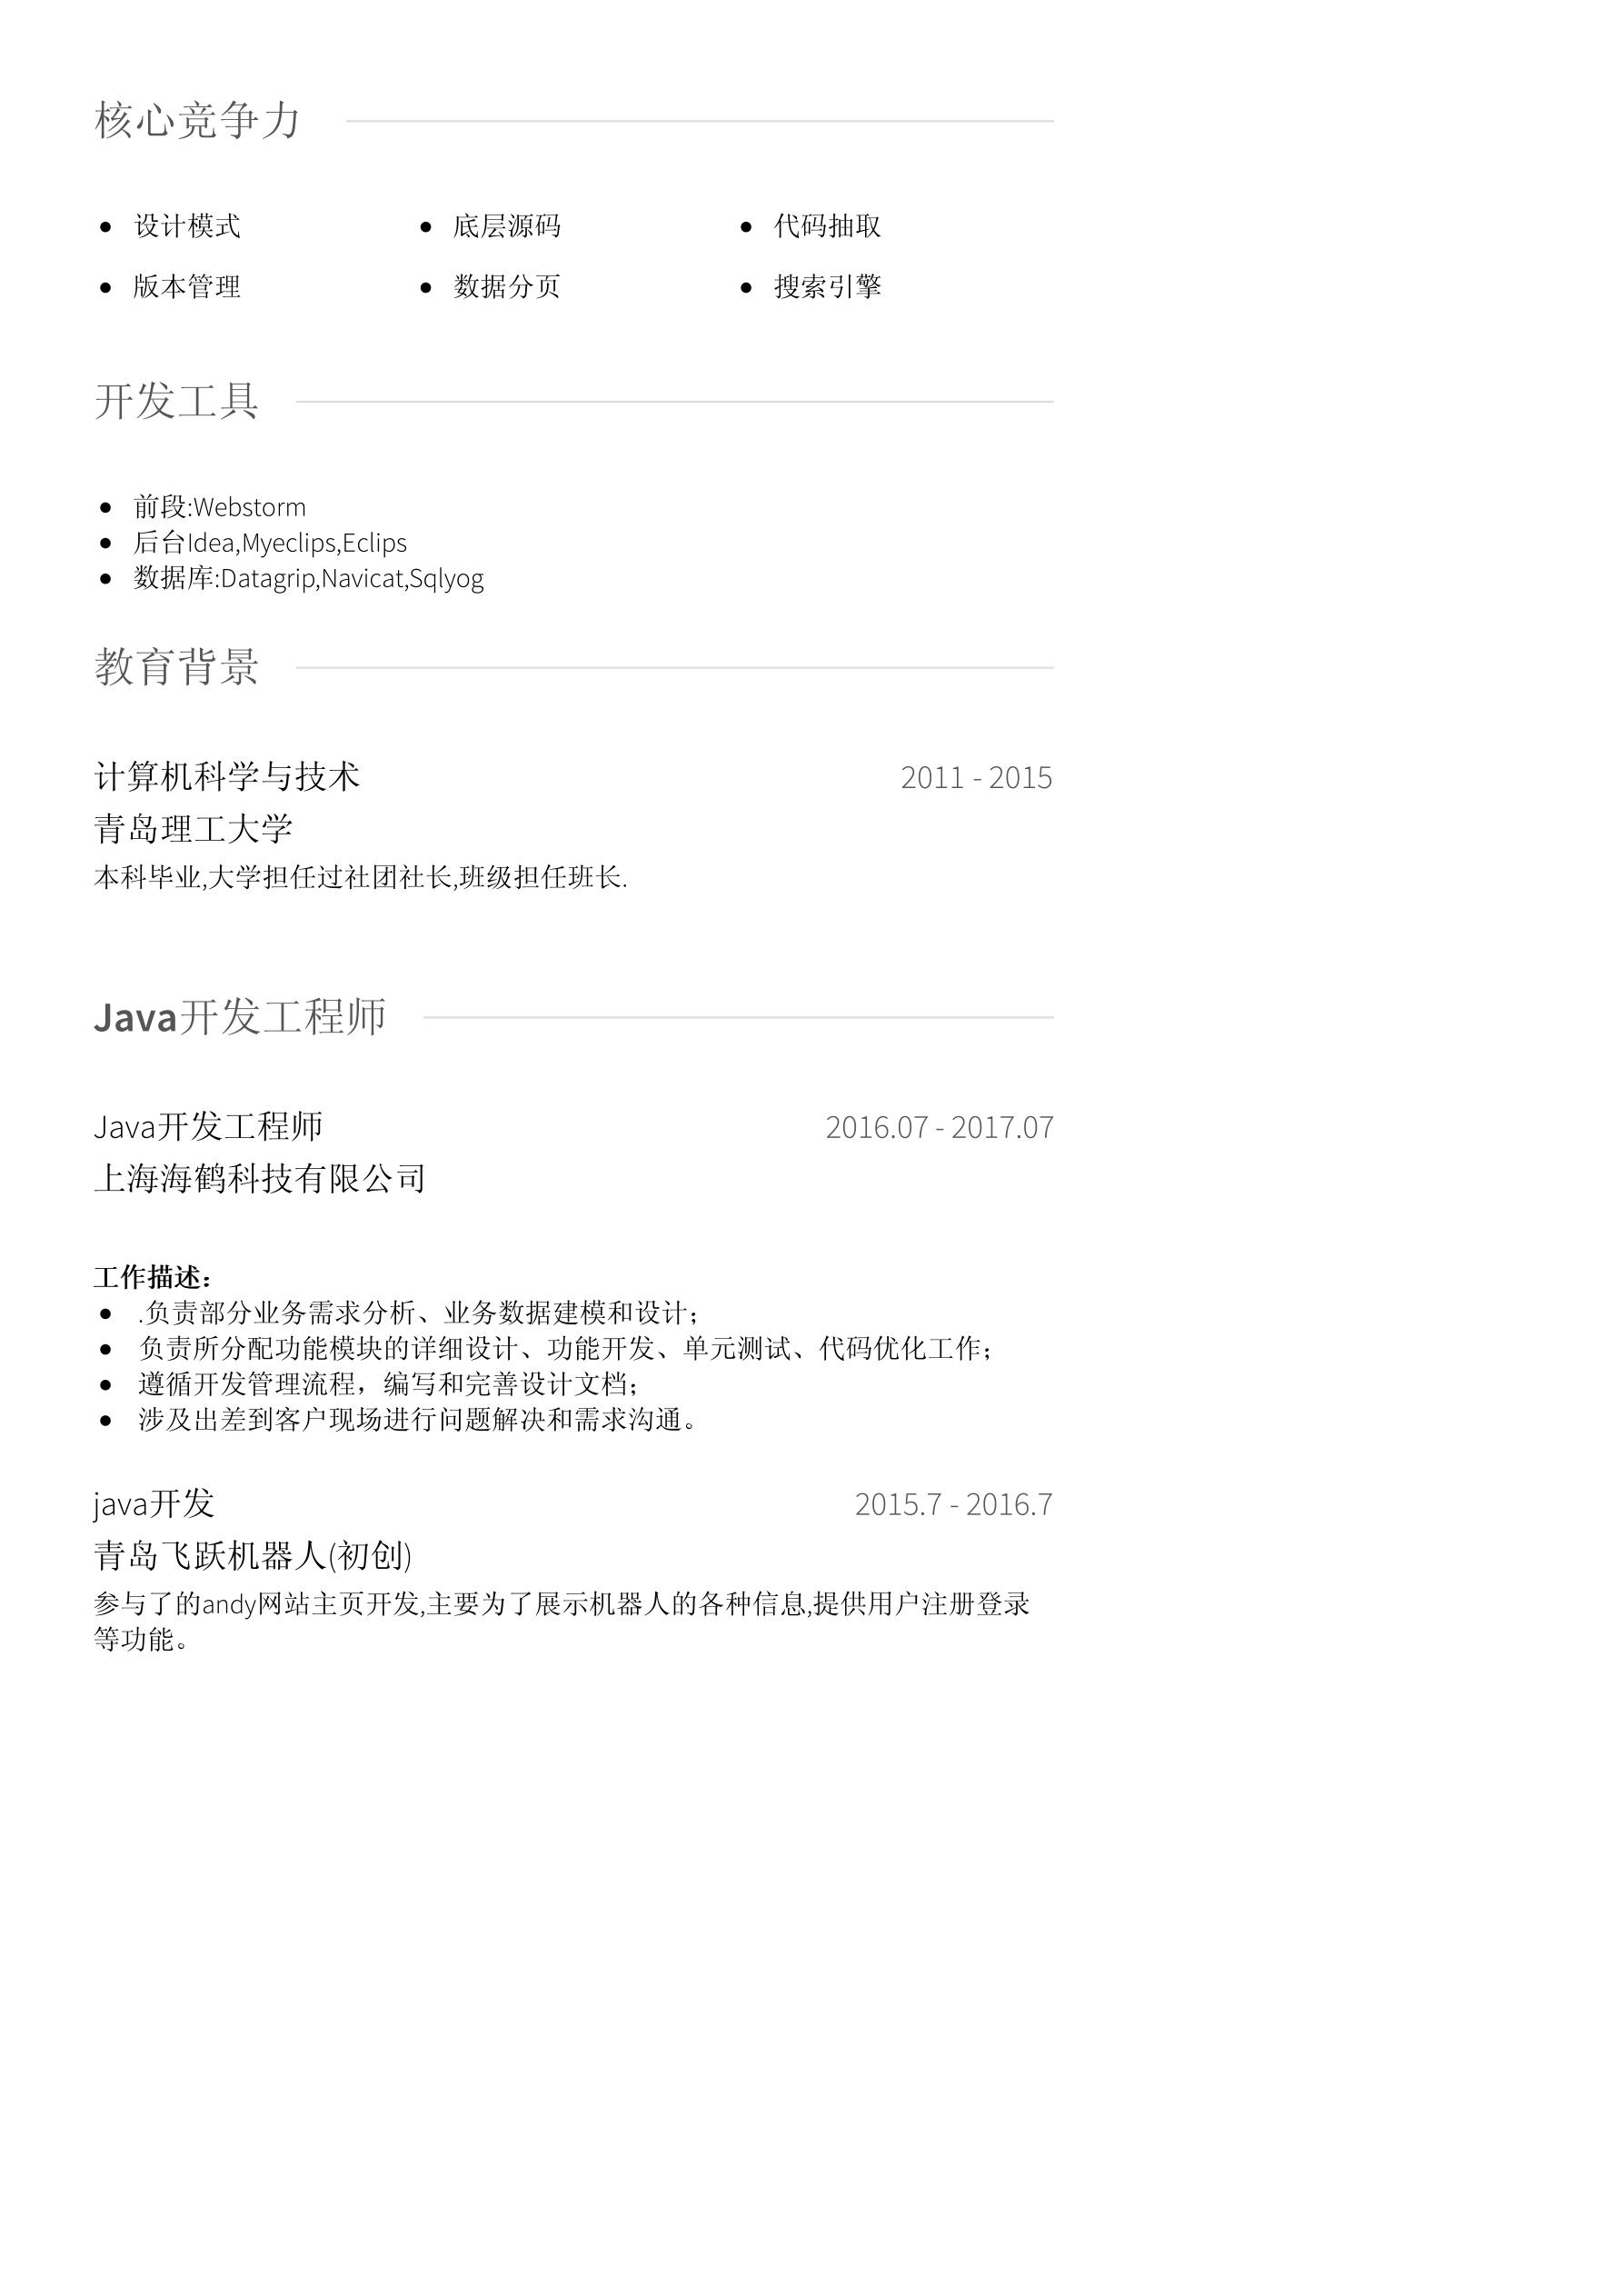 核心竞争力
设计模式 底层源码 代码抽取
版本管理 数据分页 搜索引擎
开发工具
前段:Webstorm
后台Idea,Myeclips,Eclips
数据库:Datagrip,Navicat,Sqlyog
教育背景
计算机科学与技术 2011 - 2015
青岛理工大学
本科毕业,大学担任过社团社长,班级担任班长.
Java开发工程师
Java开发工程师 2016.07 - 2017.07
上海海鹤科技有限公司
工作描述：
.负责部分业务需求分析、业务数据建模和设计；
负责所分配功能模块的详细设计、功能开发、单元测试、代码优化工作；
遵循开发管理流程，编写和完善设计文档；
涉及出差到客户现场进行问题解决和需求沟通。
java开发 2015.7 - 2016.7
青岛飞跃机器人(初创)
参与了的andy网站主页开发,主要为了展示机器人的各种信息,提供用户注册登录
等功能。